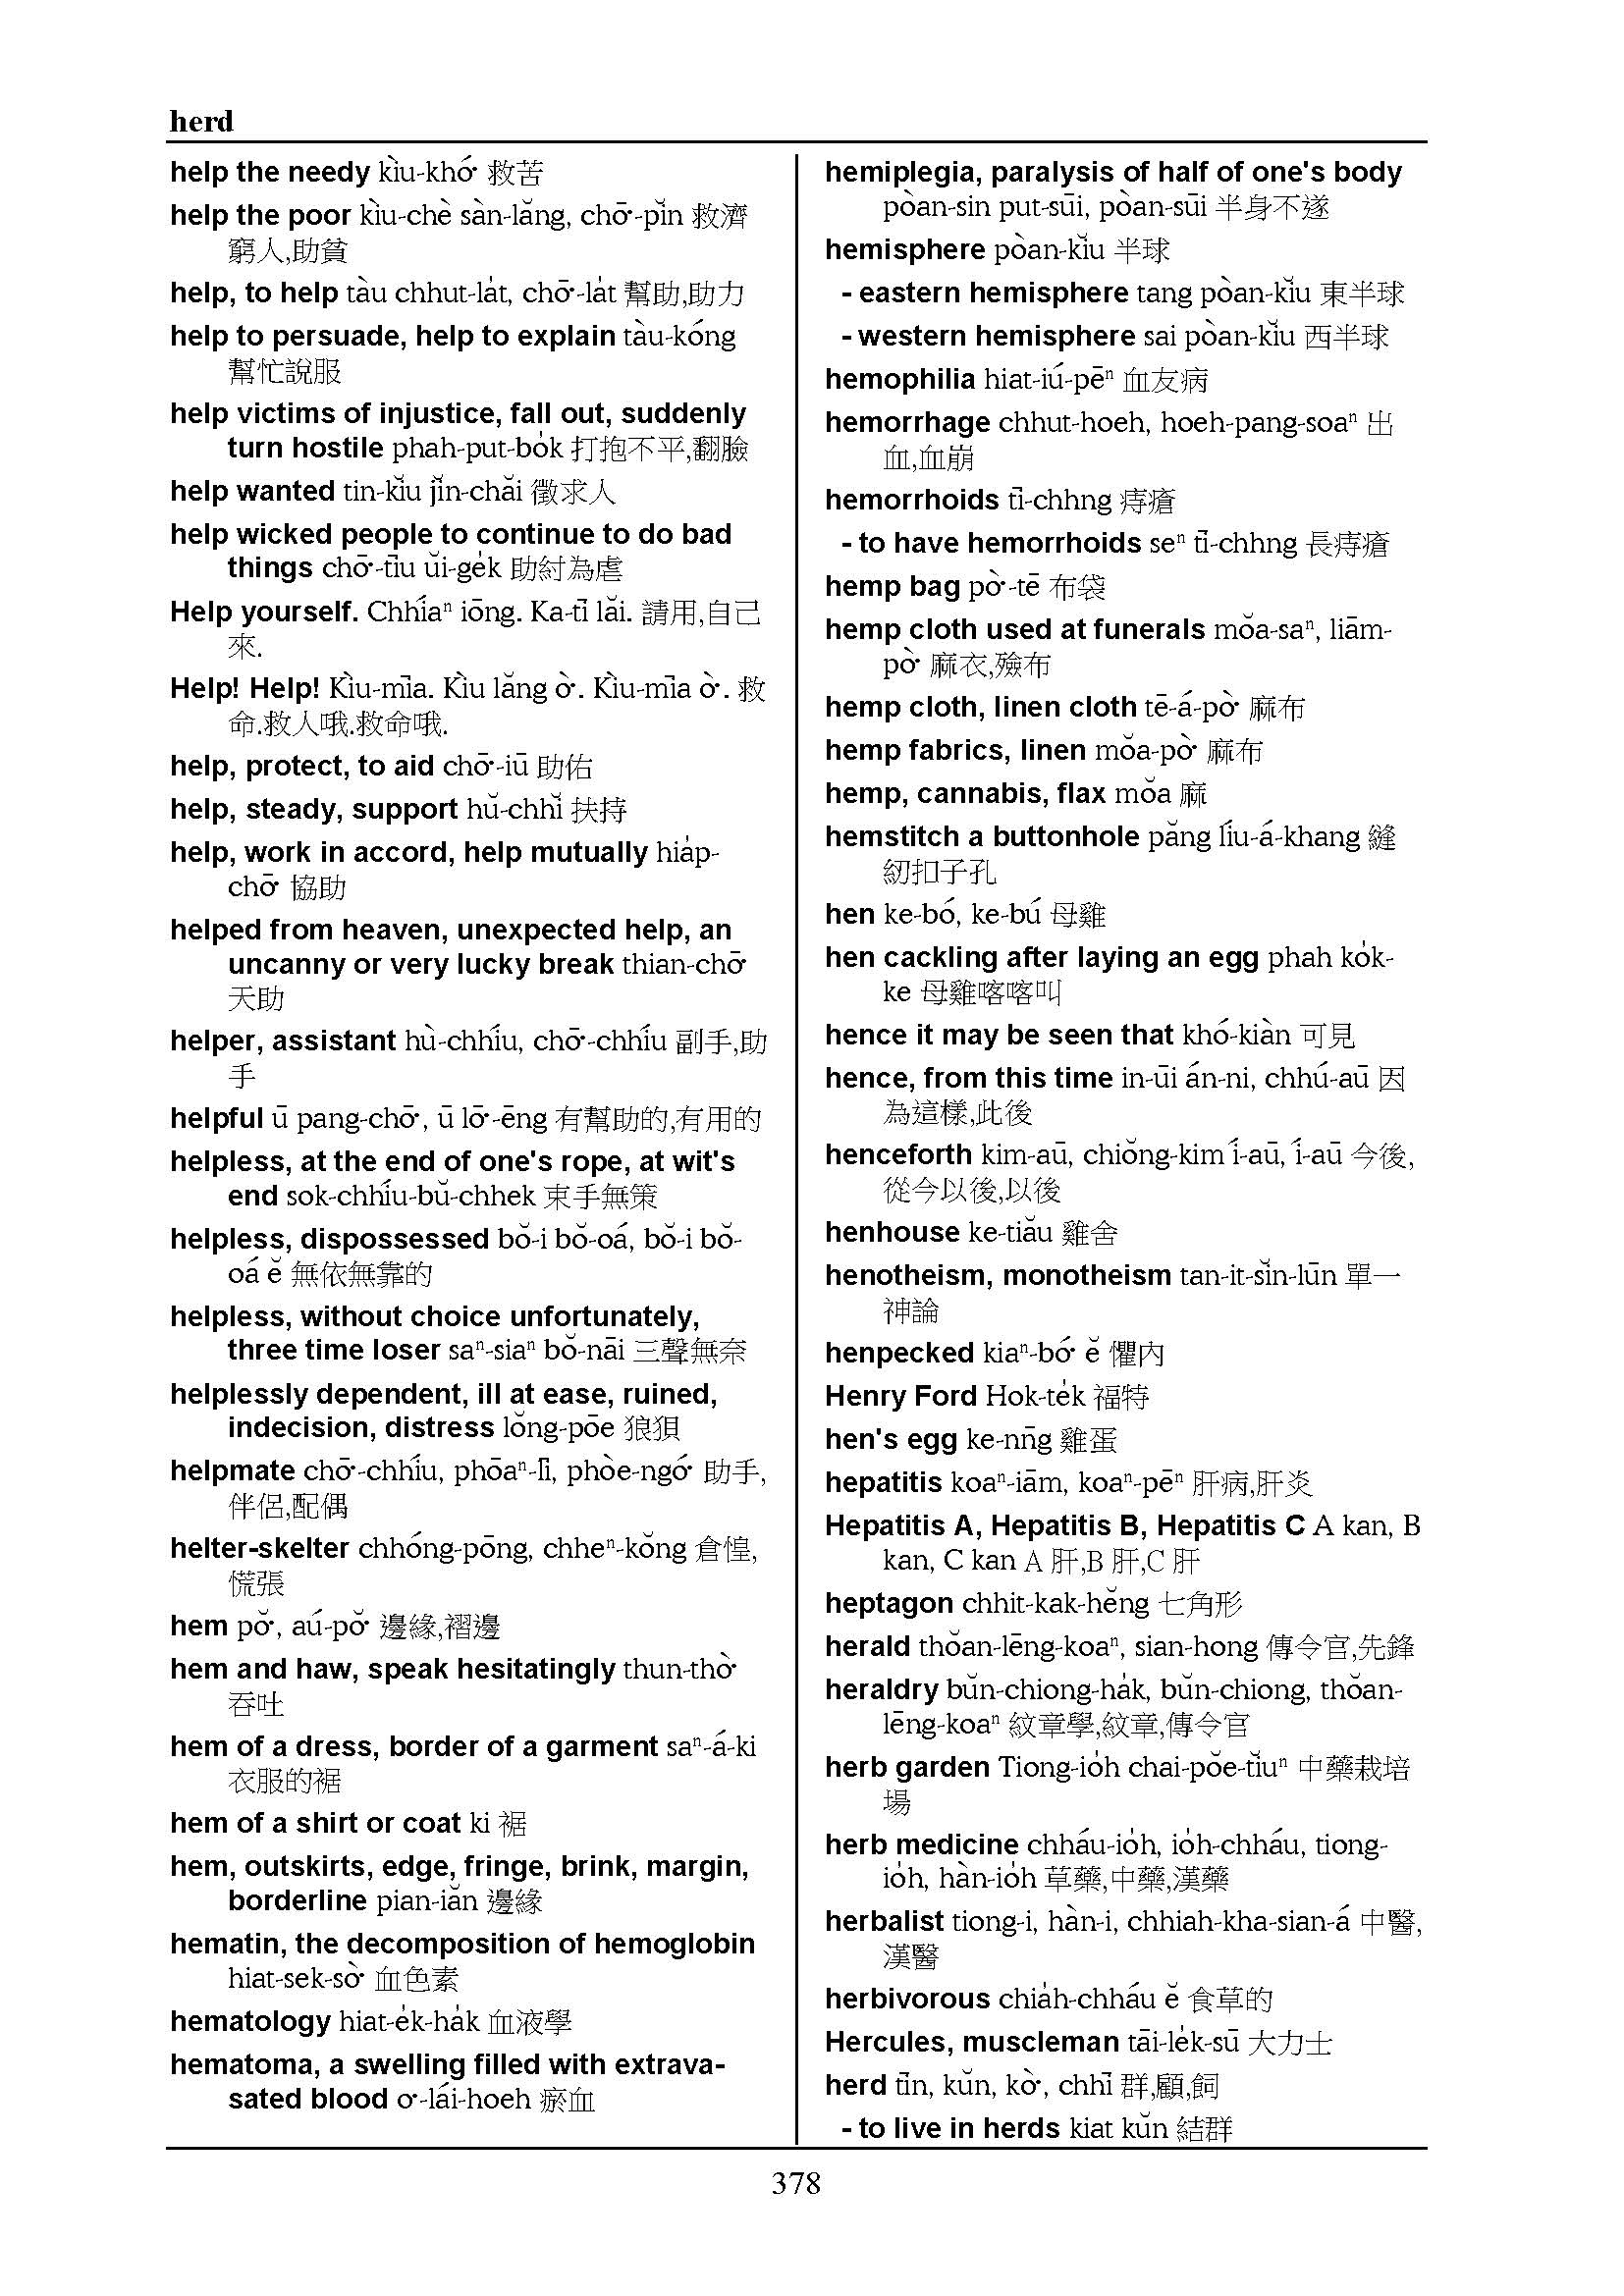 herd
help the needy kìu-khó͘ 救苦
help the poor kìu-chè sàn-lăng, chō͘-pĭn 救濟
窮人,助貧
help, to help tàu chhut-la̍t, chō͘-la̍t 幫助,助力
help to persuade, help to explain tàu-kóng
幫忙說服
help victims of injustice, fall out, suddenly
turn hostile phah-put-bo̍k 打抱不平,翻臉
help wanted tin-kĭu jĭn-chăi 徵求人
help wicked people to continue to do bad
things chō͘-tīu ŭi-ge̍k 助紂為虐
Help yourself. Chhíaⁿ iōng. Ka-tī lăi. 請用,自己
來.
Help! Help! Kìu-mīa. Kìu lăng ò͘. Kìu-mīa ò͘. 救
命.救人哦.救命哦.
help, protect, to aid chō͘-iū 助佑
help, steady, support hŭ-chhĭ 扶持
help, work in accord, help mutually hia̍p-
chō͘ 協助
helped from heaven, unexpected help, an
uncanny or very lucky break thian-chō͘
天助
helper, assistant hù-chhíu, chō͘-chhíu 副手,助
手
helpful ū pang-chō͘, ū lō͘-ēng 有幫助的,有用的
helpless, at the end of one's rope, at wit's
end sok-chhíu-bŭ-chhek 束手無策
helpless, dispossessed bŏ-i bŏ-oá, bŏ-i bŏ-
oá ĕ 無依無靠的
helpless, without choice unfortunately,
three time loser saⁿ-siaⁿ bŏ-nāi 三聲無奈
helplessly dependent, ill at ease, ruined,
indecision, distress lŏng-pōe 狼狽
helpmate chō͘-chhíu, phōaⁿ-lī, phòe-ngó͘ 助手,
伴侶,配偶
helter-skelter chhóng-pōng, chheⁿ-kŏng 倉惶,
慌張
hem pŏ͘, aú-pŏ͘ 邊緣,褶邊
hem and haw, speak hesitatingly thun-thò͘
吞吐
hem of a dress, border of a garment saⁿ-á-ki
衣服的裾
hem of a shirt or coat ki 裾
hem, outskirts, edge, fringe, brink, margin,
borderline pian-iăn 邊緣
hematin, the decomposition of hemoglobin
hiat-sek-sò͘ 血色素
hematology hiat-e̍k-ha̍k 血液學
hematoma, a swelling filled with extrava-
sated blood o͘-lái-hoeh 瘀血
hemiplegia, paralysis of half of one's body
pòan-sin put-sūi, pòan-sūi 半身不遂
hemisphere pòan-kĭu 半球
- eastern hemisphere tang pòan-kĭu 東半球
- western hemisphere sai pòan-kĭu 西半球
hemophilia hiat-iú-pēⁿ 血友病
hemorrhage chhut-hoeh, hoeh-pang-soaⁿ 出
血,血崩
hemorrhoids tī-chhng 痔瘡
- to have hemorrhoids seⁿ tī-chhng 長痔瘡
hemp bag pò͘-tē 布袋
hemp cloth used at funerals mŏa-saⁿ, liām-
pò͘ 麻衣,殮布
hemp cloth, linen cloth tē-á-pò͘ 麻布
hemp fabrics, linen mŏa-pò͘ 麻布
hemp, cannabis, flax mŏa 麻
hemstitch a buttonhole păng líu-á-khang 縫
紉扣子孔
hen ke-bó, ke-bú 母雞
hen cackling after laying an egg phah ko̍k-
ke 母雞喀喀叫
hence it may be seen that khó-kiàn 可見
hence, from this time in-ūi án-ni, chhú-aū 因
為這樣,此後
henceforth kim-aū, chiŏng-kim í-aū, í-aū 今後,
從今以後,以後
henhouse ke-tiău 雞舍
henotheism, monotheism tan-it-sĭn-lūn 單一
神論
henpecked kiaⁿ-bó͘ ĕ 懼內
Henry Ford Hok-te̍k 福特
hen's egg ke-nn̄g 雞蛋
hepatitis koaⁿ-iām, koaⁿ-pēⁿ 肝病,肝炎
Hepatitis A, Hepatitis B, Hepatitis C A kan, B
kan, C kan A 肝,B 肝,C 肝
heptagon chhit-kak-hĕng 七角形
herald thŏan-lēng-koaⁿ, sian-hong 傳令官,先鋒
heraldry bŭn-chiong-ha̍k, bŭn-chiong, thŏan-
lēng-koaⁿ 紋章學,紋章,傳令官
herb garden Tiong-io̍h chai-pŏe-tĭuⁿ 中藥栽培
場
herb medicine chháu-io̍h, io̍h-chháu, tiong-
io̍h, hàn-io̍h 草藥,中藥,漢藥
herbalist tiong-i, hàn-i, chhiah-kha-sian-á 中醫,
漢醫
herbivorous chia̍h-chháu ĕ 食草的
Hercules, muscleman tāi-le̍k-sū 大力士
herd tīn, kŭn, kò͘, chhī 群,顧,飼
- to live in herds kiat kŭn 結群
378